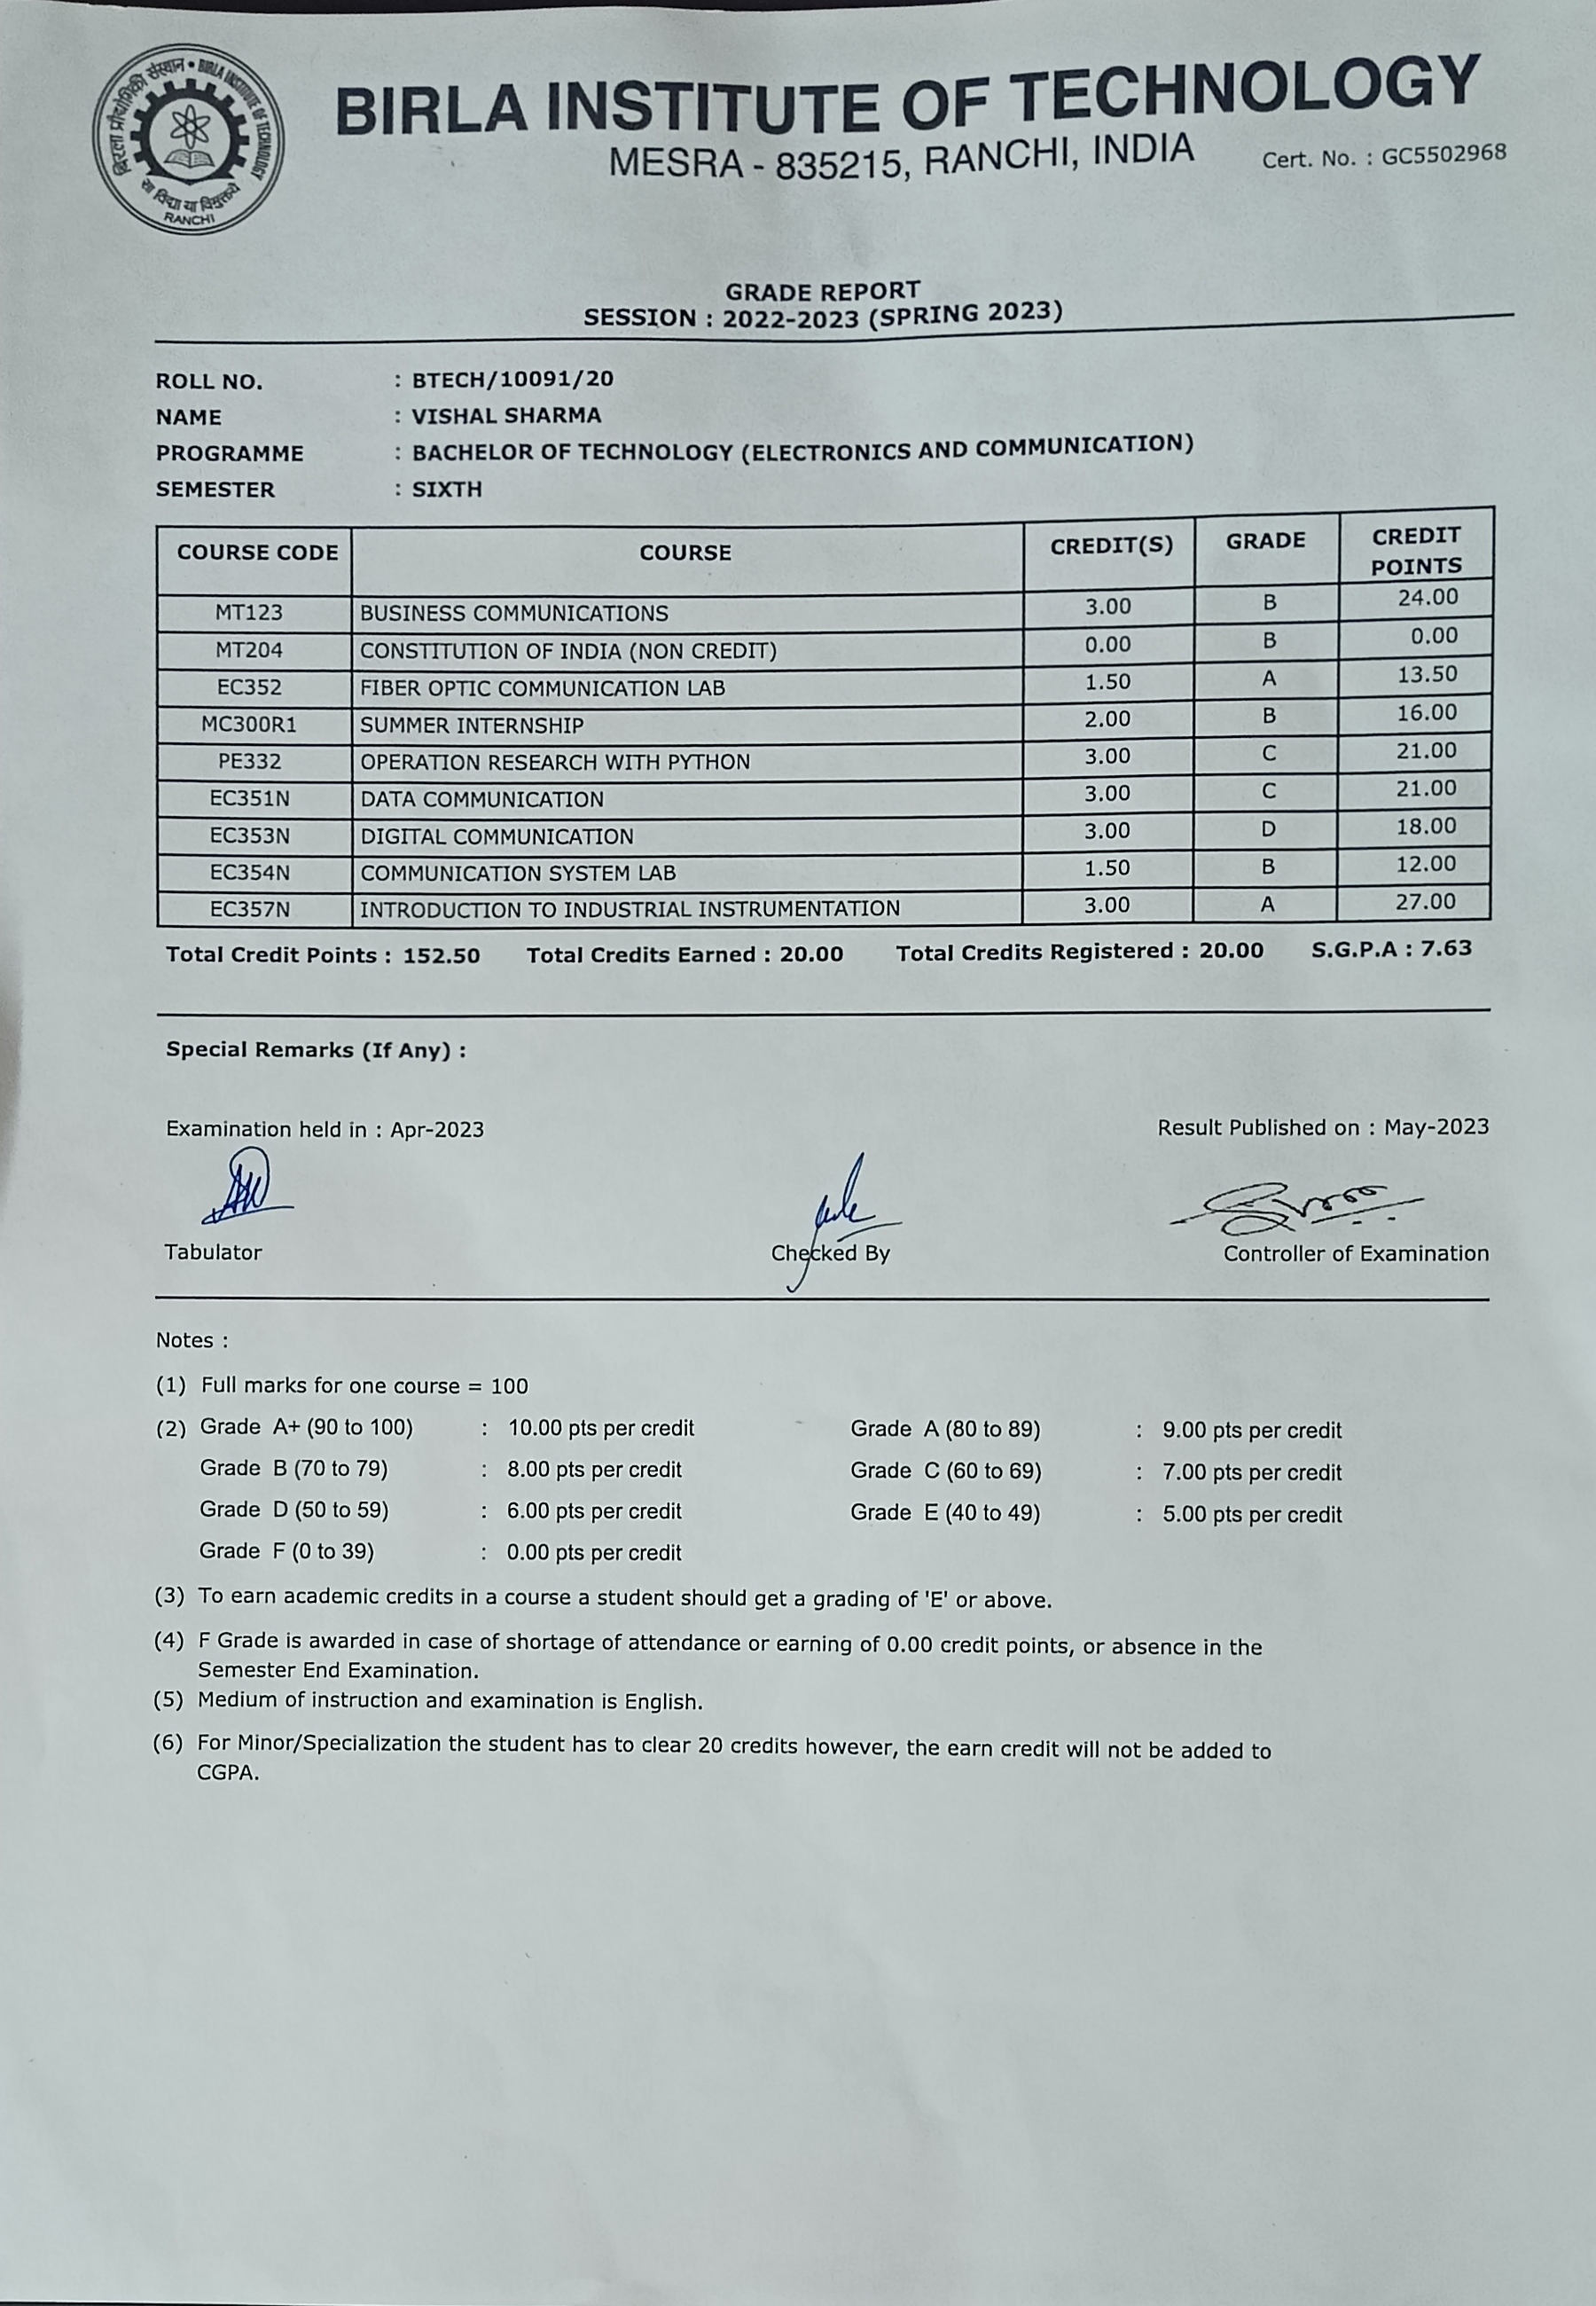 बिरला प्रौद्योगिकी संस्थान • BIRLA INSTITUTE OF TECHNOLOGY
सा विद्या या विमुक्तये
RANCHI
BIRLA INSTITUTE OF TECHNOLOGY
MESRA - 835215, RANCHI, INDIA
Cert. No. : GC5502968
GRADE REPORT
SESSION : 2022-2023 (SPRING 2023)
ROLL NO. : BTECH/10091/20
NAME : VISHAL SHARMA
PROGRAMME : BACHELOR OF TECHNOLOGY (ELECTRONICS AND COMMUNICATION)
SEMESTER : SIXTH
COURSE CODE COURSE CREDIT(S) GRADE CREDIT POINTS
MT123 BUSINESS COMMUNICATIONS 3.00 B 24.00
MT204 CONSTITUTION OF INDIA (NON CREDIT) 0.00 B 0.00
EC352 FIBER OPTIC COMMUNICATION LAB 1.50 A 13.50
MC300R1 SUMMER INTERNSHIP 2.00 B 16.00
PE332 OPERATION RESEARCH WITH PYTHON 3.00 C 21.00
EC351N DATA COMMUNICATION 3.00 C 21.00
EC353N DIGITAL COMMUNICATION 3.00 D 18.00
EC354N COMMUNICATION SYSTEM LAB 1.50 B 12.00
EC357N INTRODUCTION TO INDUSTRIAL INSTRUMENTATION 3.00 A 27.00
Total Credit Points : 152.50 Total Credits Earned : 20.00 Total Credits Registered : 20.00 S.G.P.A : 7.63
Special Remarks (If Any) :
Examination held in : Apr-2023 Result Published on : May-2023
Tabulator Checked By Controller of Examination
Notes :
(1) Full marks for one course = 100
(2) Grade A+ (90 to 100) : 10.00 pts per credit Grade A (80 to 89) : 9.00 pts per credit
Grade B (70 to 79) : 8.00 pts per credit Grade C (60 to 69) : 7.00 pts per credit
Grade D (50 to 59) : 6.00 pts per credit Grade E (40 to 49) : 5.00 pts per credit
Grade F (0 to 39) : 0.00 pts per credit
(3) To earn academic credits in a course a student should get a grading of 'E' or above.
(4) F Grade is awarded in case of shortage of attendance or earning of 0.00 credit points, or absence in the
Semester End Examination.
(5) Medium of instruction and examination is English.
(6) For Minor/Specialization the student has to clear 20 credits however, the earn credit will not be added to
CGPA.